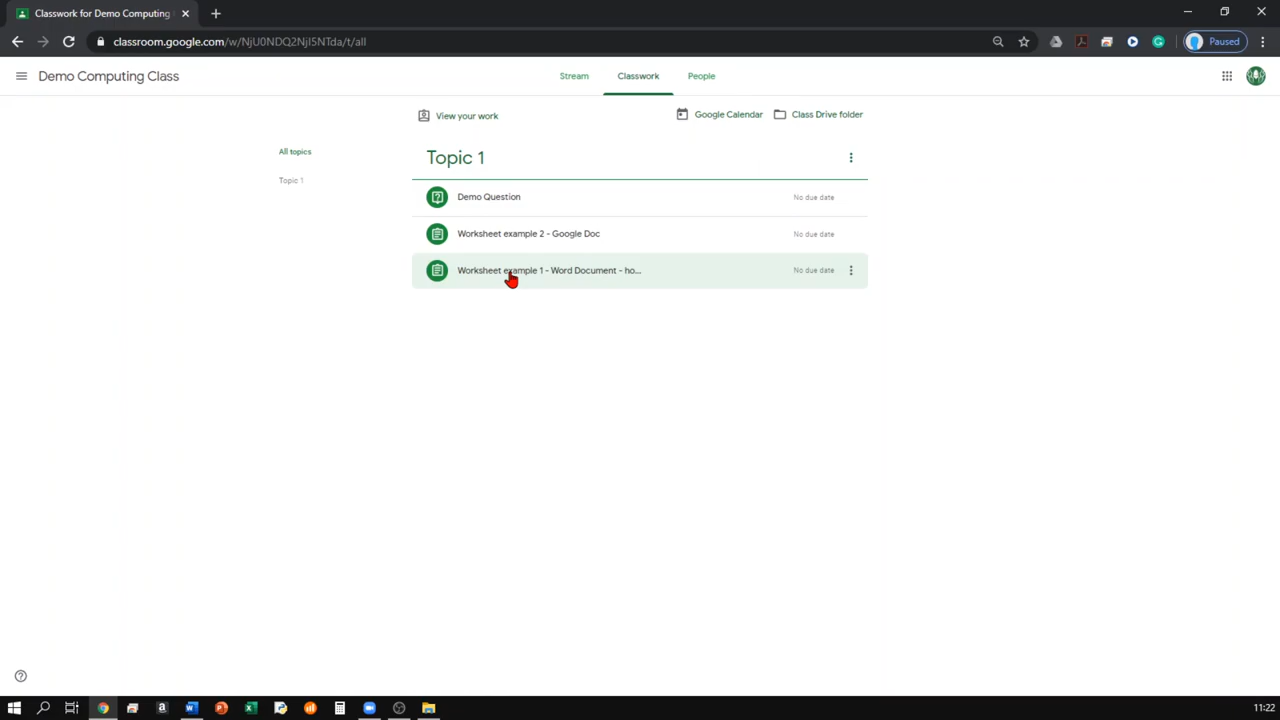 Classwork for Demo Computing
classroom.google.com/w/NjU0NDQ2NjI5NTda/t/all
Paused
Demo Computing Class
Stream
Classwork
People
View your work
Google Calendar
Class Drive folder
All topics
Topic 1
Topic 1
Demo Question
No due date
Worksheet example 2 - Google Doc
No due date
Worksheet example 1 - Word Document - ho...
No due date
11:22